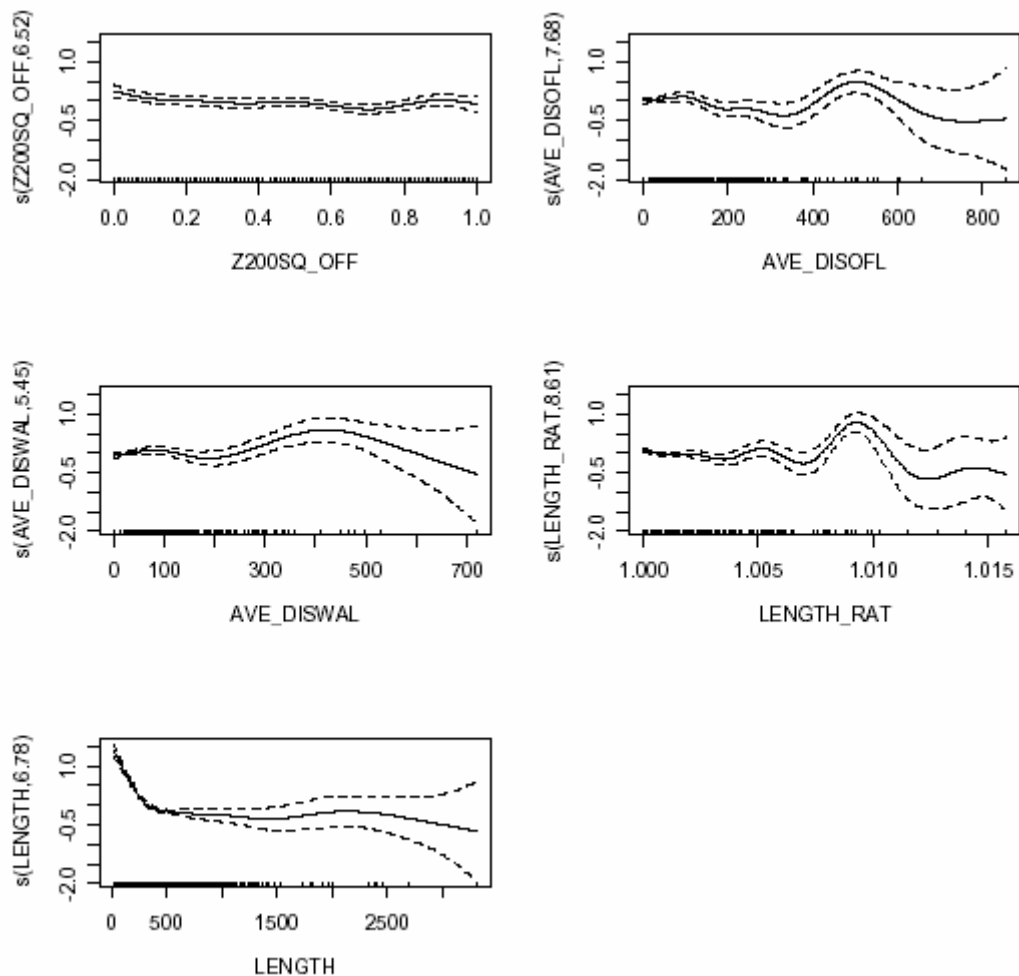 s(Z200SQ_OFF,6.52)
1.0
-0.5
-2.0
0.0 0.2 0.4 0.6 0.8 1.0
Z200SQ_OFF
s(AVE_DISOFL,7.68)
1.0
-0.5
-2.0
0 200 400 600 800
AVE_DISOFL
s(AVE_DISWAL,5.45)
1.0
-0.5
-2.0
0 100 300 500 700
AVE_DISWAL
s(LENGTH_RAT,8.61)
1.0
-0.5
-2.0
1.000 1.005 1.010 1.015
LENGTH_RAT
s(LENGTH,6.78)
1.0
-0.5
-2.0
0 500 1500 2500
LENGTH